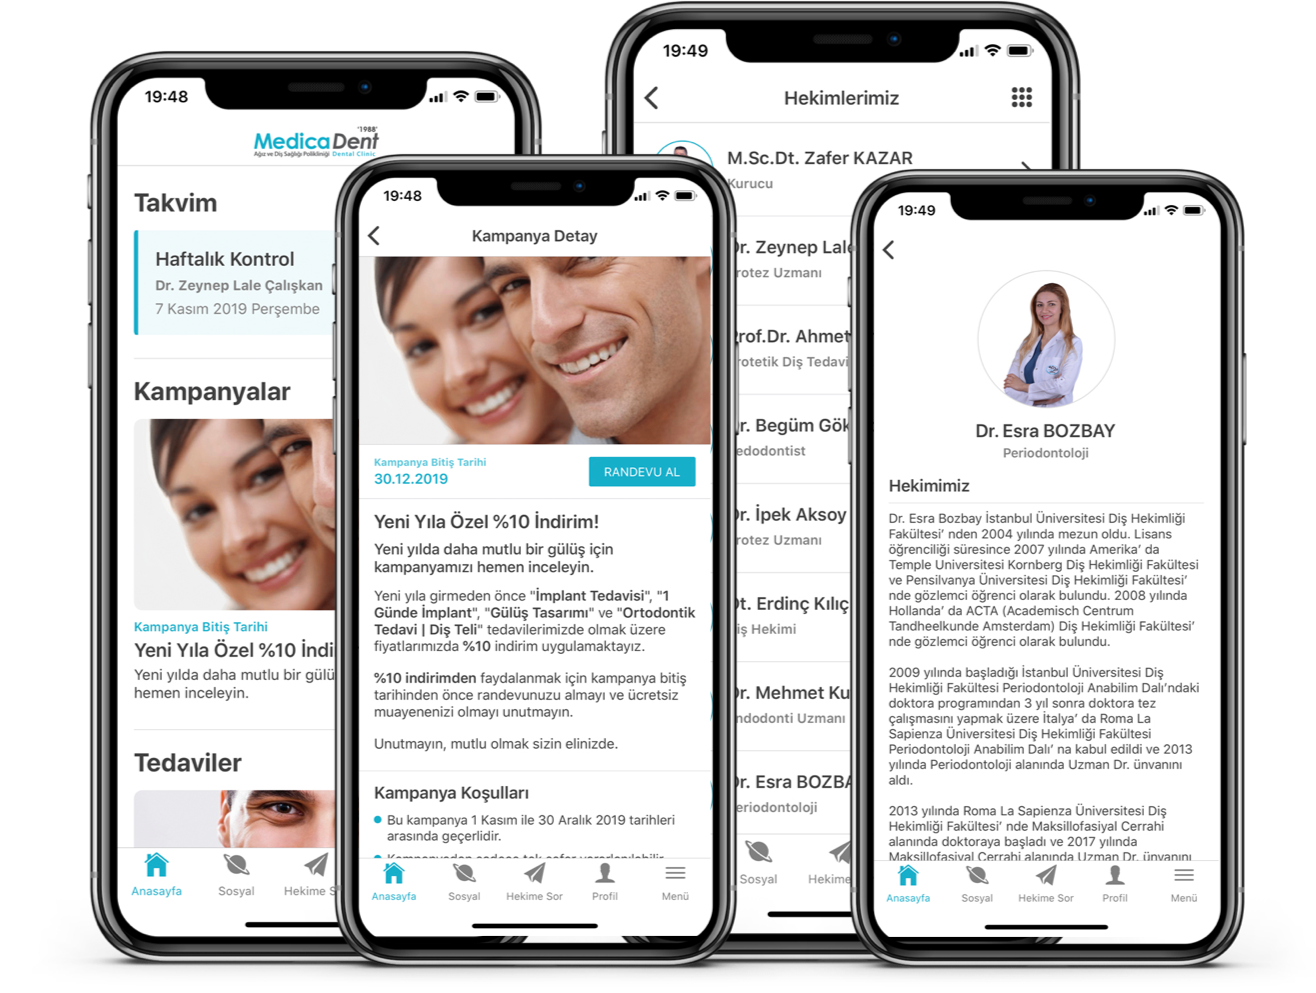 19:48
'1988'
MedicaDent
Ağız ve Diş Sağlığı Polikliniği Dental Clinic
Takvim
Haftalık Kontrol
Dr. Zeynep Lale Çalışkan
7 Kasım 2019 Perşembe
Kampanyalar
Kampanya Bitiş Tarihi
Yeni Yıla Özel %10 İndi
Yeni yılda daha mutlu bir gülü
hemen inceleyin.
Tedaviler
Anasayfa
Sosyal
Hekime S
19:48
Kampanya Detay
Kampanya Bitiş Tarihi
30.12.2019
RANDEVU AL
Yeni Yıla Özel %10 İndirim!
Yeni yılda daha mutlu bir gülüş için
kampanyamızı hemen inceleyin.
Yeni yıla girmeden önce "İmplant Tedavisi", "1
Günde İmplant", "Gülüş Tasarımı" ve "Ortodontik
Tedavi | Diş Teli" tedavilerimizde olmak üzere
fiyatlarımızda %10 indirim uygulamaktayız.
%10 indirimden faydalanmak için kampanya bitiş
tarihinden önce randevunuzu almayı ve ücretsiz
muayenenizi olmayı unutmayın.
Unutmayın, mutlu olmak sizin elinizde.
Kampanya Koşulları
Bu kampanya 1 Kasım ile 30 Aralık 2019 tarihleri
arasında geçerlidir.
Anasayfa
Sosyal
Hekime Sor
Profil
Menü
19:49
Hekimlerimiz
M.Sc.Dt. Zafer KAZAR
Kurucu
Dr. Zeynep Lale
rotez Uzmanı
Prof.Dr. Ahmet
rotetik Diş Tedavi
Dr. Begüm Gök
edodontist
Dr. İpek Aksoy
rotez Uzmanı
Dt. Erdinç Kılıç
iş Hekimi
Dr. Mehmet Ku
ndodonti Uzmanı
Dr. Esra BOZBA
eriodontoloji
Sosyal
Hekime
19:49
Dr. Esra BOZBAY
Periodontoloji
Hekimimiz
Dr. Esra Bozbay İstanbul Üniversitesi Diş Hekimliği
Fakültesi' nden 2004 yılında mezun oldu. Lisans
öğrenciliği süresince 2007 yılında Amerika' da
Temple Universitesi Kornberg Diş Hekimliği Fakültesi
ve Pensilvanya Üniversitesi Diş Hekimliği Fakültesi'
nde gözlemci öğrenci olarak bulundu. 2008 yılında
Hollanda' da ACTA (Academisch Centrum
Tandheelkunde Amsterdam) Diş Hekimliği Fakültesi'
nde gözlemci öğrenci olarak bulundu.
2009 yılında başladığı İstanbul Üniversitesi Diş
Hekimliği Fakültesi Periodontoloji Anabilim Dalı'ndaki
doktora programından 3 yıl sonra doktora tez
çalışmasını yapmak üzere İtalya' da Roma La
Sapienza Üniversitesi Diş Hekimliği Fakültesi
Periodontoloji Anabilim Dalı' na kabul edildi ve 2013
yılında Periodontoloji alanında Uzman Dr. ünvanını
aldı.
2013 yılında Roma La Sapienza Üniversitesi Diş
Hekimliği Fakültesi' nde Maksillofasiyal Cerrahi
alanında doktoraya başladı ve 2017 yılında
Maksillofasiyal Cerrahi alanında Uzman Dr. ünvanını
Anasayfa
Sosyal
Hekime Sor
Profil
Menü